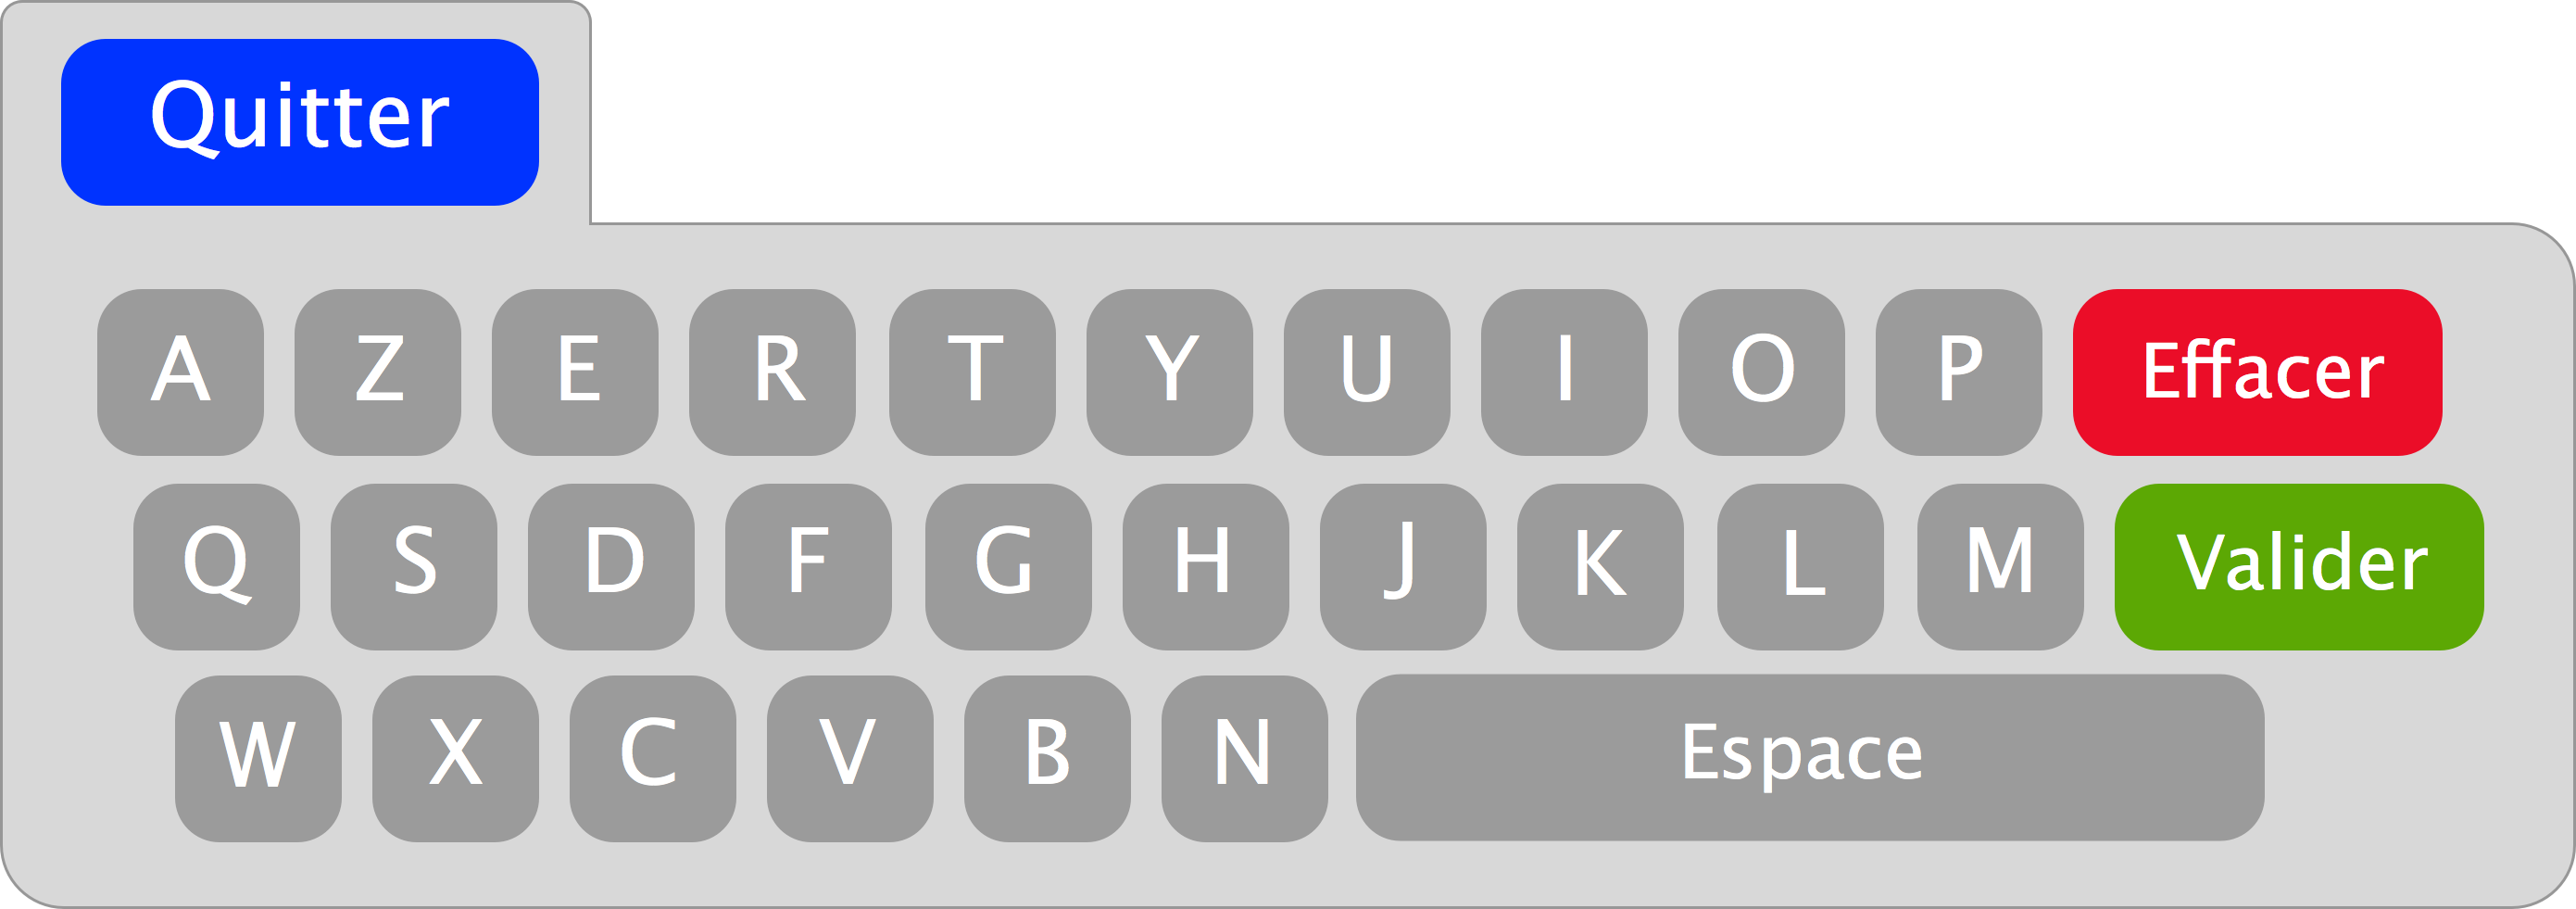 Quitter
A Z E R T Y U I O P Effacer
Q S D F G H J K L M Valider
W X C V B N Espace